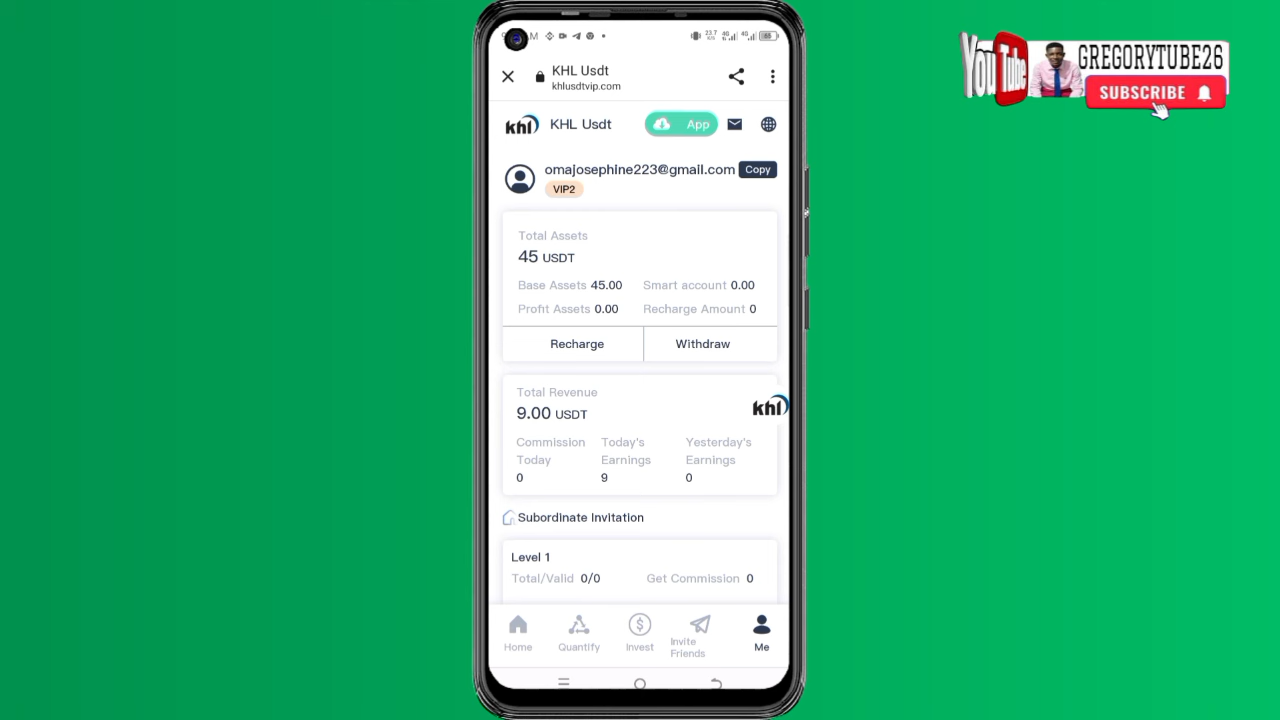 KHL Usdt
khlusdtvip.com
khl KHL Usdt App
omajosephine223@gmail.com Copy
VIP2
Total Assets
45 USDT
Base Assets 45.00 Smart account 0.00
Profit Assets 0.00 Recharge Amount 0
Recharge Withdraw
Total Revenue
9.00 USDT
khl
Commission Today's Yesterday's
Today Earnings Earnings
0 9 0
Subordinate Invitation
Level 1
Total/Valid 0/0 Get Commission 0
Home Quantify Invest Invite Friends Me
YouTube GREGORYTUBE26
SUBSCRIBE